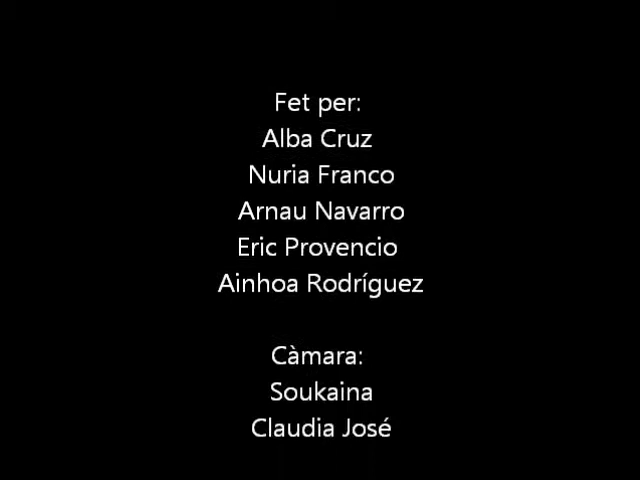 Fet per:
Alba Cruz
Nuria Franco
Arnau Navarro
Eric Provencio
Ainhoa Rodríguez
Càmara:
Soukaina
Claudia José